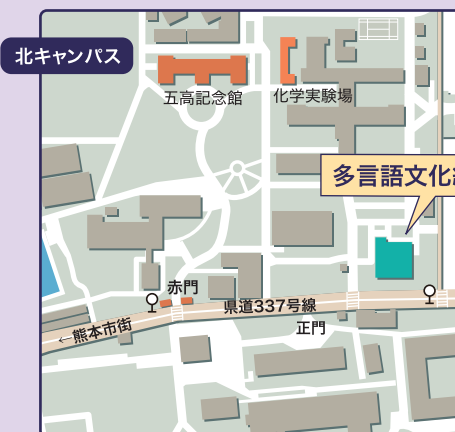 北キャンパス
五高記念館
化学実験場
多言語文化
赤門
県道337号線
←熊本市街
正門